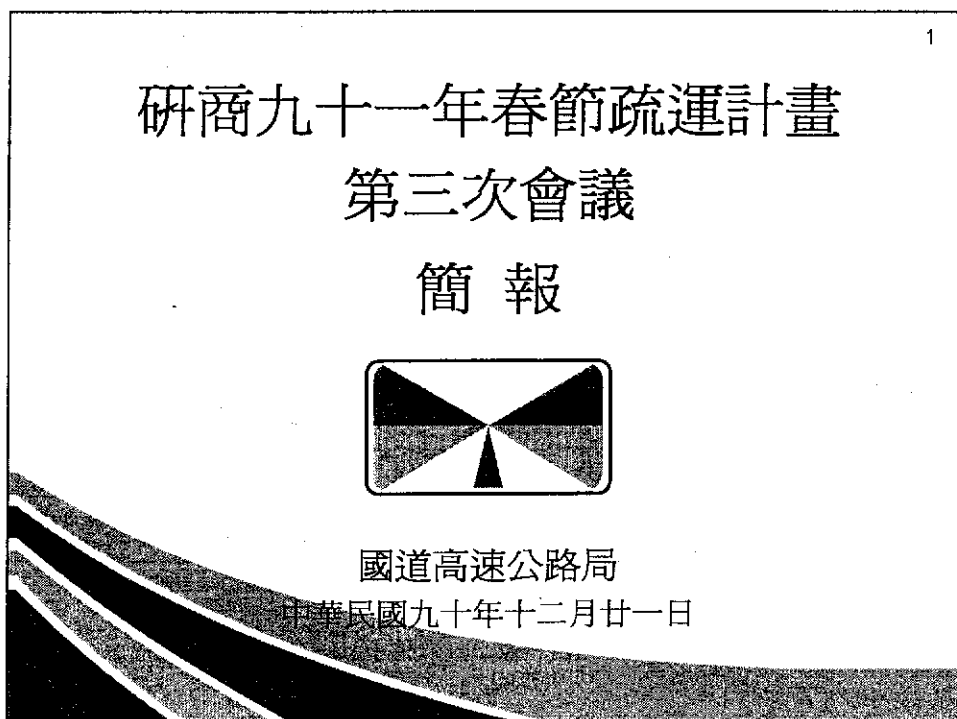 1
研商九十一年春節疏運計畫
第三次會議
簡 報
國道高速公路局
中華民國九十年十二月廿一日